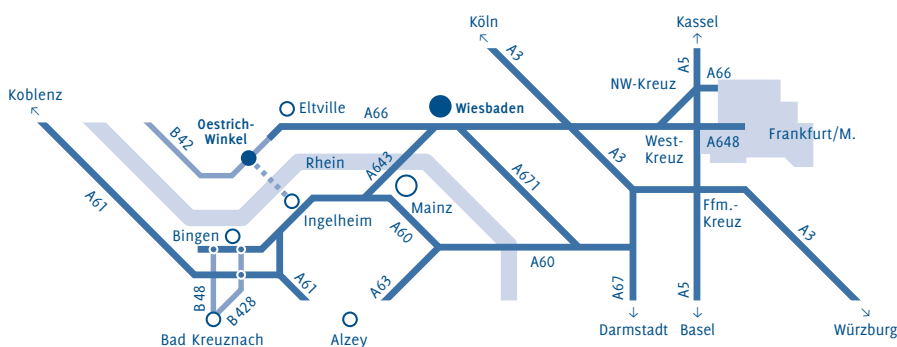 Köln
Kassel
A3
A5
A66
NW-Kreuz
Koblenz
Eltville
Wiesbaden
Oestrich-
Winkel
A66
B42
Frankfurt/M.
West-
Kreuz
A648
Rhein
A643
A3
A671
A61
Mainz
Ingelheim
Ffm.-
Kreuz
Bingen
A60
A3
A60
A61
A63
A67
A5
B48
B428
Bad Kreuznach
Alzey
Darmstadt
Basel
Würzburg